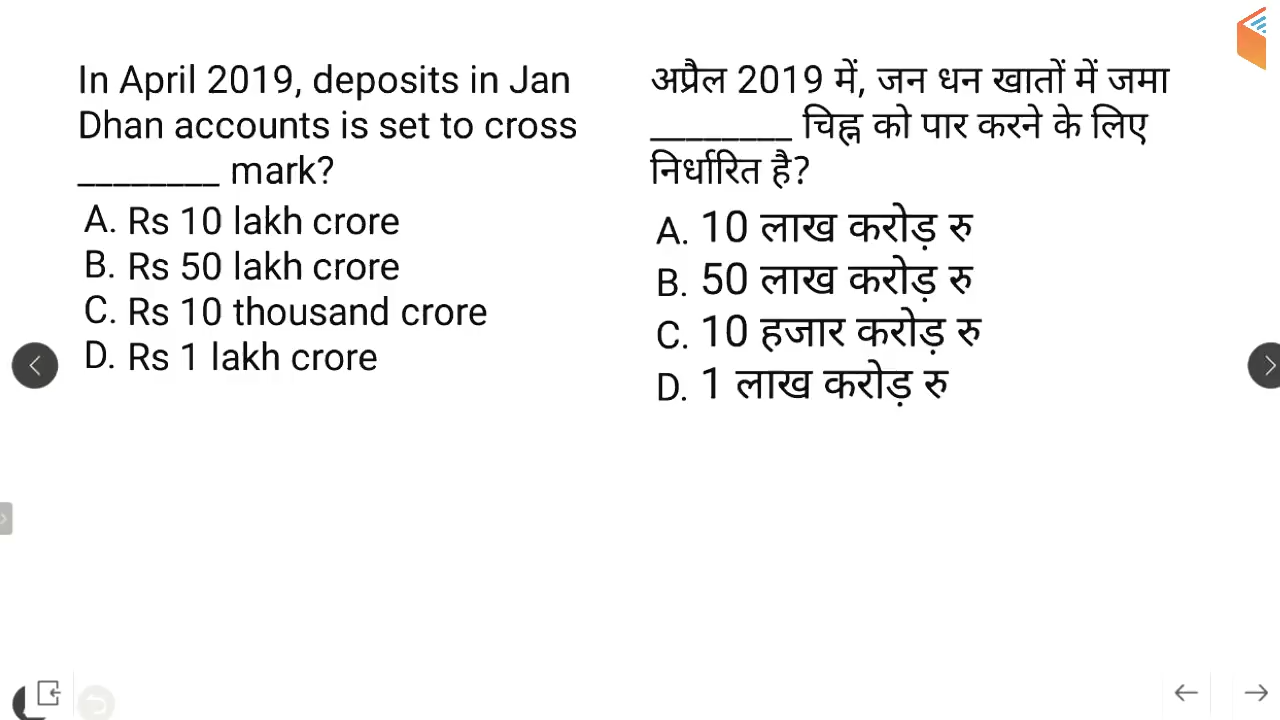 In April 2019, deposits in Jan
Dhan accounts is set to cross
________ mark?
A. Rs 10 lakh crore
B. Rs 50 lakh crore
C. Rs 10 thousand crore
D. Rs 1 lakh crore
अप्रैल 2019 में, जन धन खातों में जमा
________ चिह्न को पार करने के लिए
निर्धारित है?
A. 10 लाख करोड़ रु
B. 50 लाख करोड़ रु
C. 10 हजार करोड़ रु
D. 1 लाख करोड़ रु